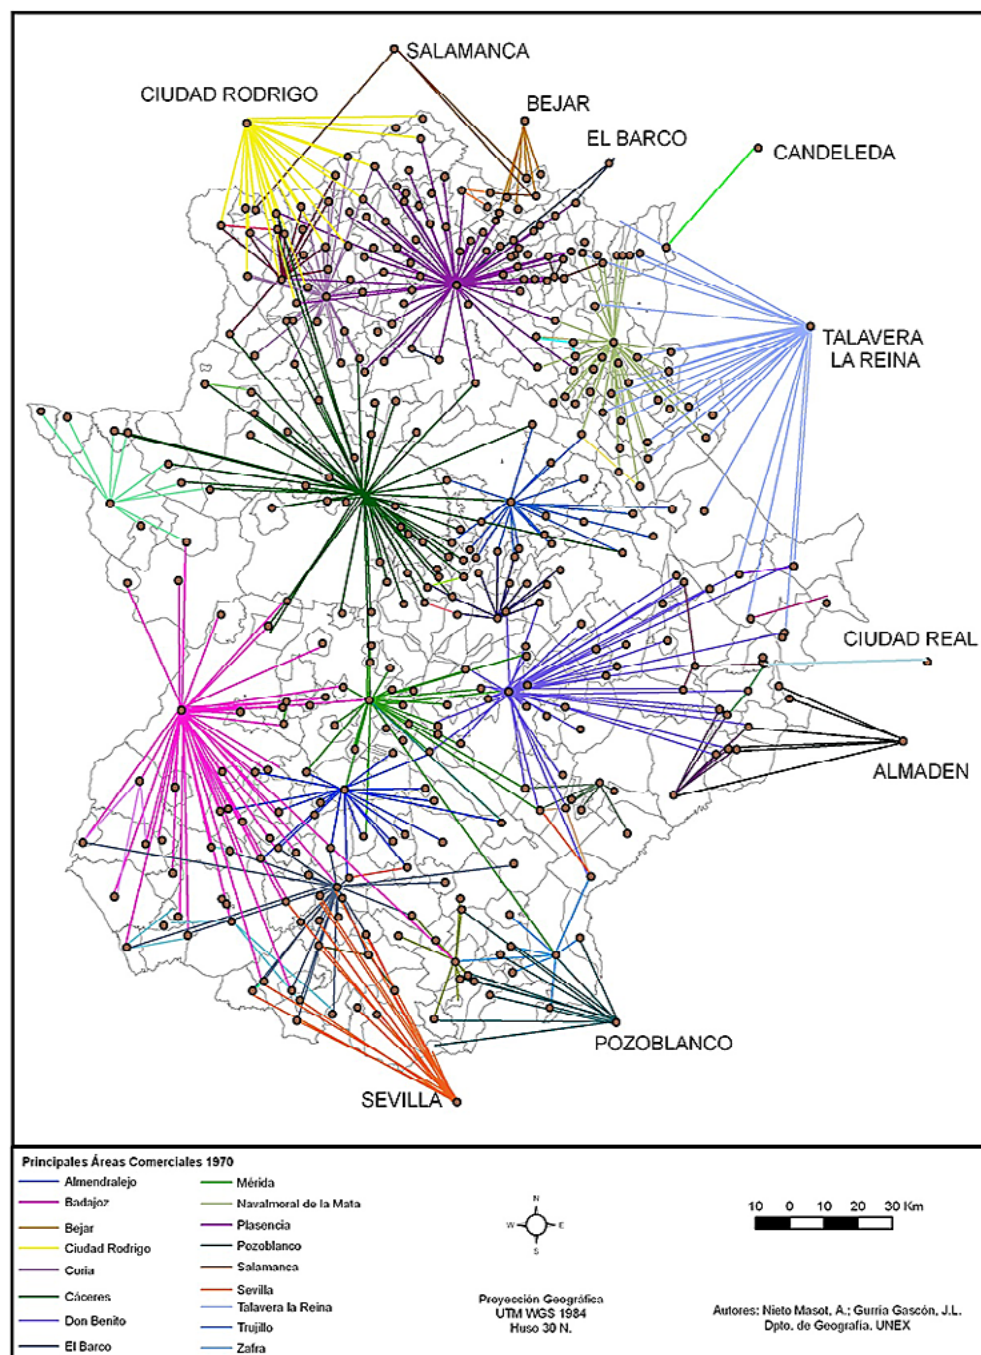 SALAMANCA
CIUDAD RODRIGO
BEJAR
EL BARCO
CANDELEDA
TALAVERA
LA REINA
CIUDAD REAL
ALMADEN
POZOBLANCO
SEVILLA
Principales Áreas Comerciales 1970
Almendralejo
Badajoz
Bejar
Ciudad Rodrigo
Coria
Cáceres
Don Benito
El Barco
Mérida
Navalmoral de la Mata
Plasencia
Pozoblanco
Salamanca
Sevilla
Talavera la Reina
Trujillo
Zafra
N
W E
S
Proyección Geográfica
UTM WGS 1984
Huso 30 N.
10 0 10 20 30 Km
Autores: Nieto Masot, A.; Gurría Gascón, J.L.
Dpto. de Geografía. UNEX